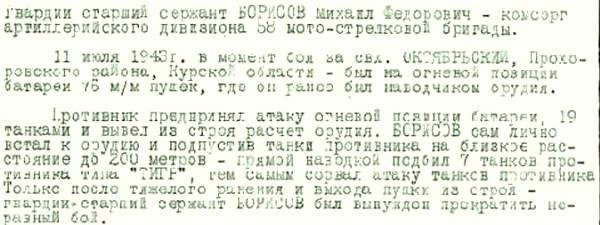 Гвардии старший сержант БОРИСОВ Михаил Федорович - комсорг
артиллерийского дивизиона 58 мото-стрелковой бригады.
11 июля 1943г. в момент боя за свх. ОКТЯБРЬСКИЙ, Прохо-
ровского района, Курской области - был на огневой позиции
батареи 76 м/м пушек, где он ранее был наводчиком орудия.
Противник предпринял атаку огневой позиции батареи, 19
танками и вывел из строя расчет орудия. БОРИСОВ сам лично
встал к орудию и подпустив танки противника на близкое рас-
стояние до 200 метров - прямой наводкой подбил 7 танков про-
тивника типа "ТИГР", тем самым сорвал атаку танков противника
Только после тяжелого ранения и выхода пушки из строй -
гвардии-старший сержант БОРИСОВ был вынужден прекратить не-
равный бой.